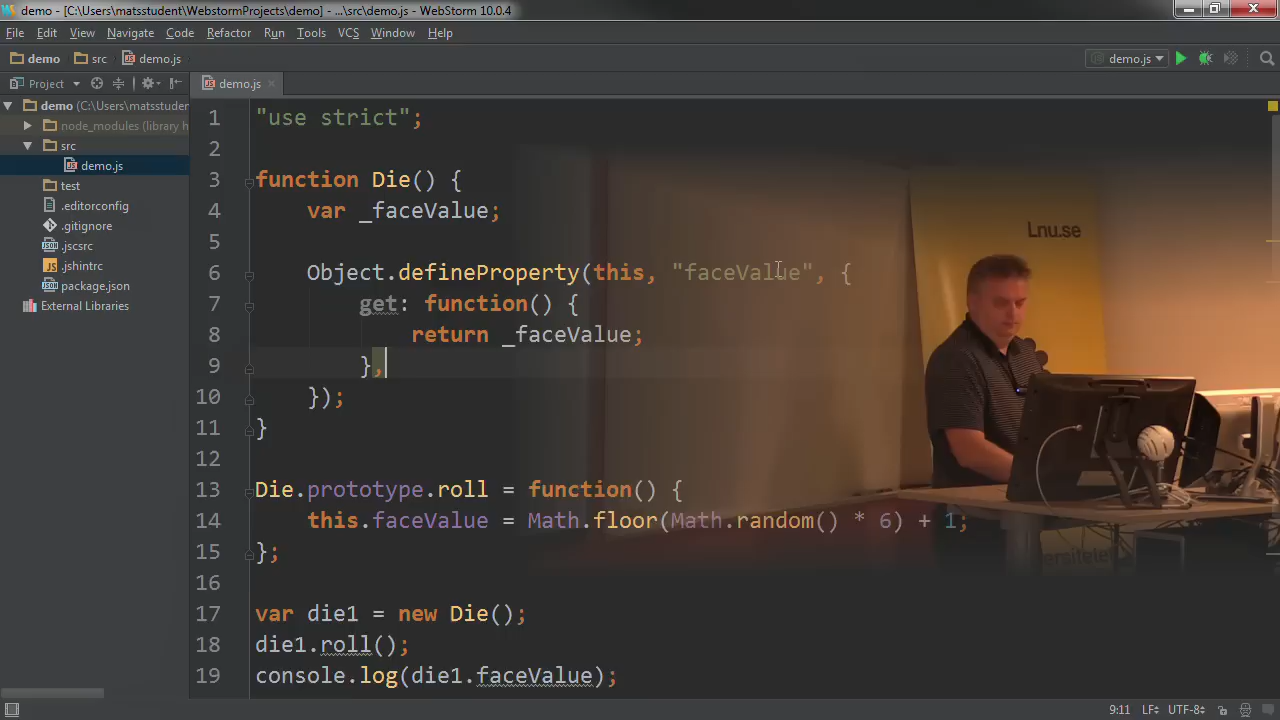 demo - [C:\Users\matsstudent\WebstormProjects\demo] - ...\src\demo.js - WebStorm 10.0.4
File Edit View Navigate Code Refactor Run Tools VCS Window Help
demo src demo.js demo.js
Project demo.js
demo (C:\Users\matsstuden
node_modules (library h
src
demo.js
test
.editorconfig
.gitignore
.jscsrc
.jshintrc
package.json
External Libraries
1 "use strict";
2
3 function Die() {
4 var _faceValue;
5
6 Object.defineProperty(this, "faceValue", {
7 get: function() {
8 return _faceValue;
9 },
10 });
11 }
12
13 Die.prototype.roll = function() {
14 this.faceValue = Math.floor(Math.random() * 6) + 1;
15 };
16
17 var die1 = new Die();
18 die1.roll();
19 console.log(die1.faceValue);
Lnu.se
9:11 LF UTF-8